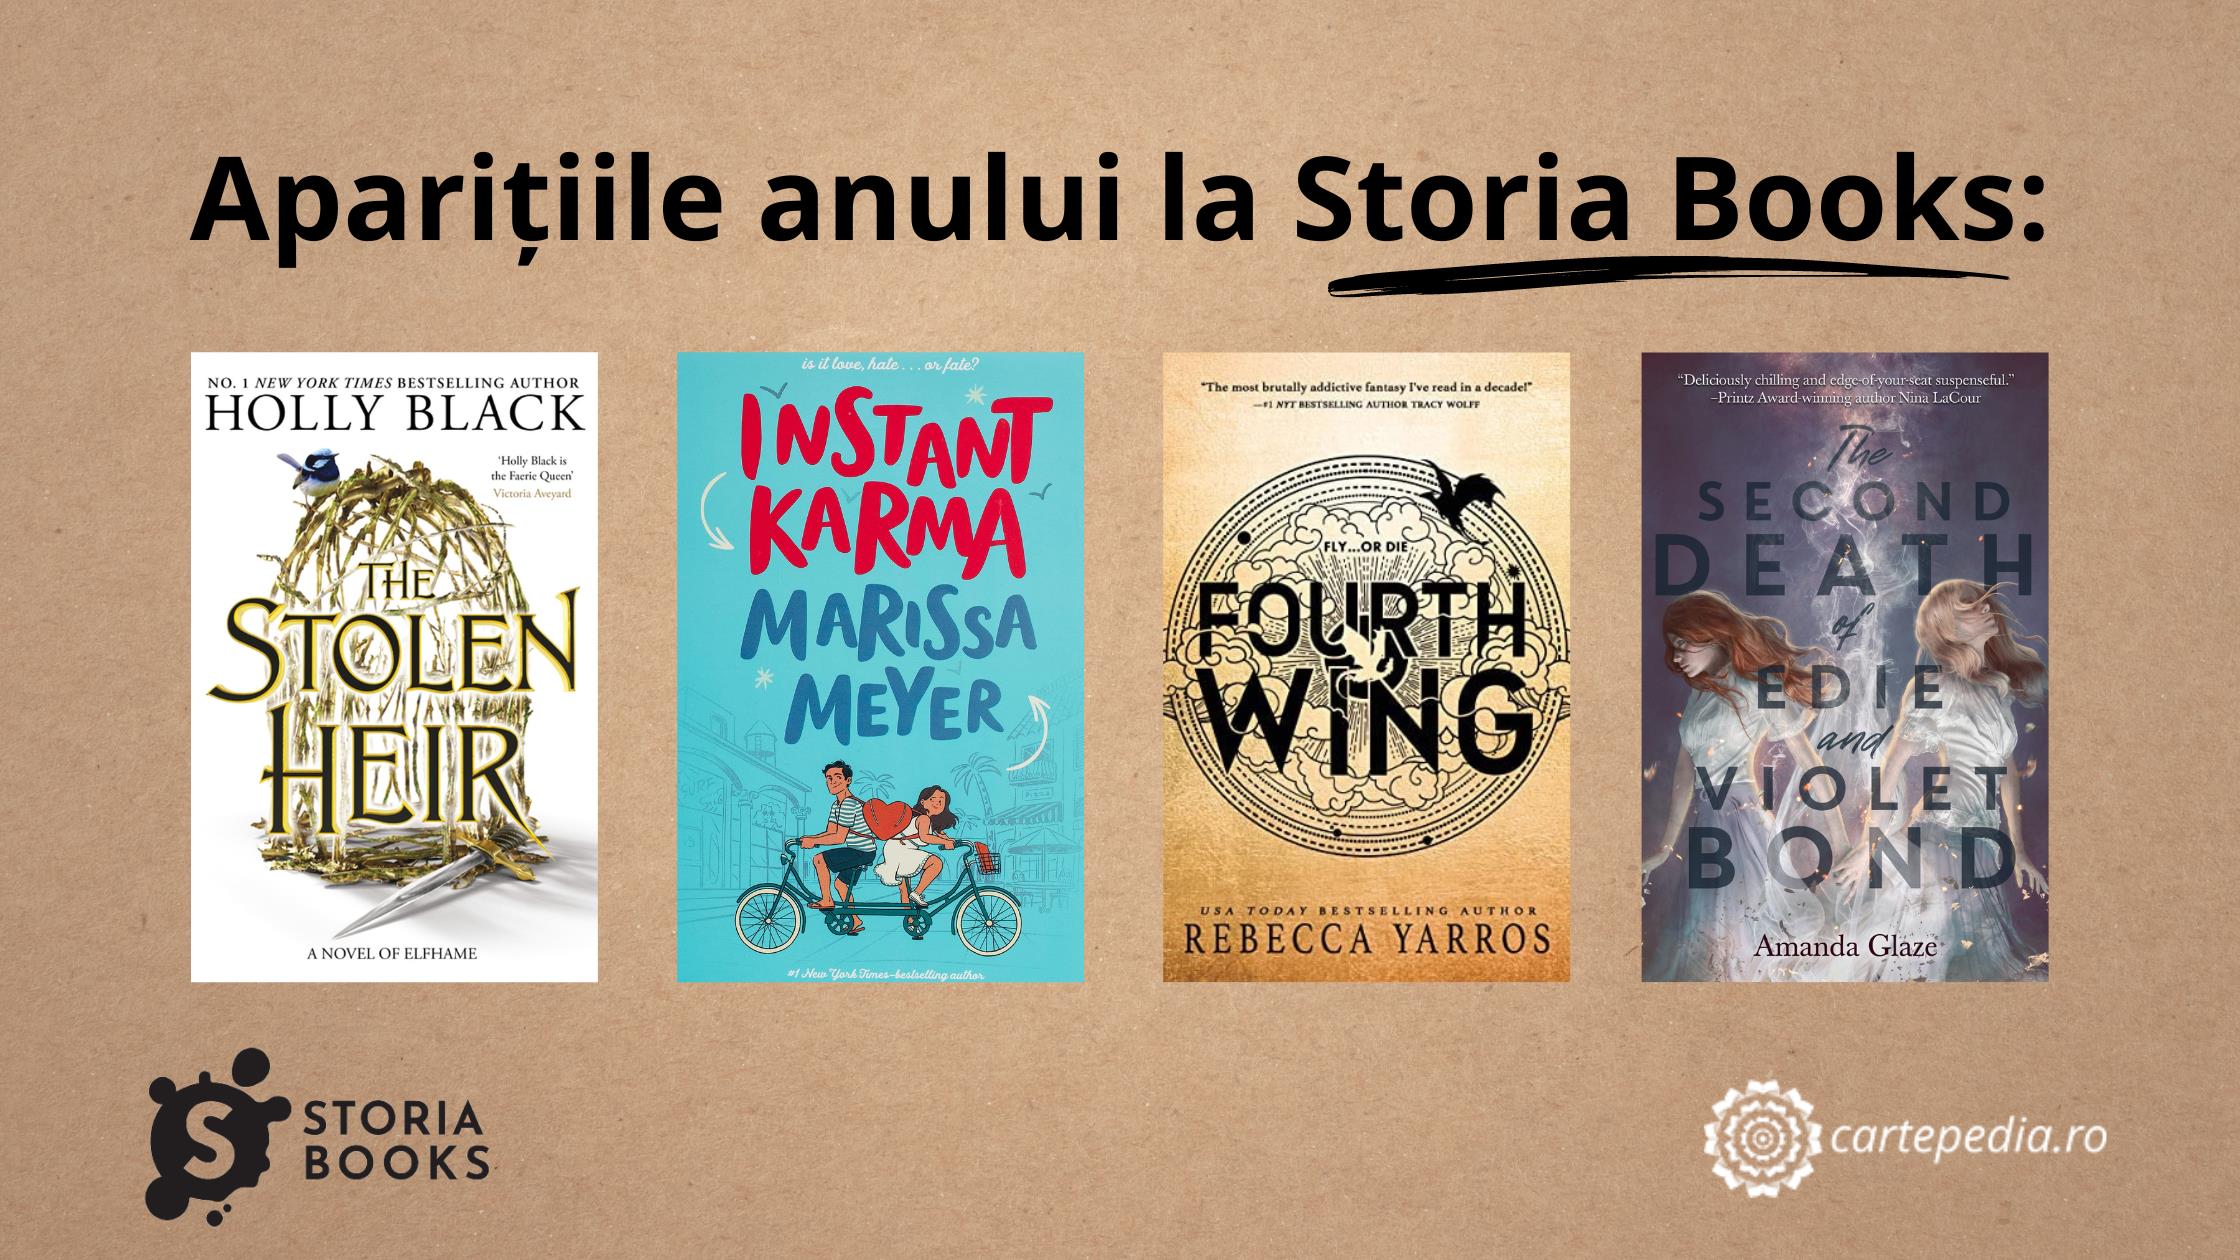 Aparițiile anului la Storia Books:
NO. 1 NEW YORK TIMES BESTSELLING AUTHOR
HOLLY BLACK
'Holly Black is
the Faerie Queen'
Victoria Aveyard
THE
STOLEN
HEIR
A NOVEL OF ELFHAME
is it love, hate . . . or fate?
INSTANT
KARMA
MARISSA
MEYER
SURF
PIZZA
#1 New York Times–bestselling author
"The most brutally addictive fantasy I've read in a decade!"
—#1 NYT BESTSELLING AUTHOR TRACY WOLFF
FLY...OR DIE
FOURTH
WING
USA TODAY BESTSELLING AUTHOR
REBECCA YARROS
"Deliciously chilling and edge-of-your-seat suspenseful."
–Printz Award-winning author Nina LaCour
The
SECOND
DEATH
of
EDIE
and
VIOLET
BOND
Amanda Glaze
S
STORIA
BOOKS
cartepedia.ro